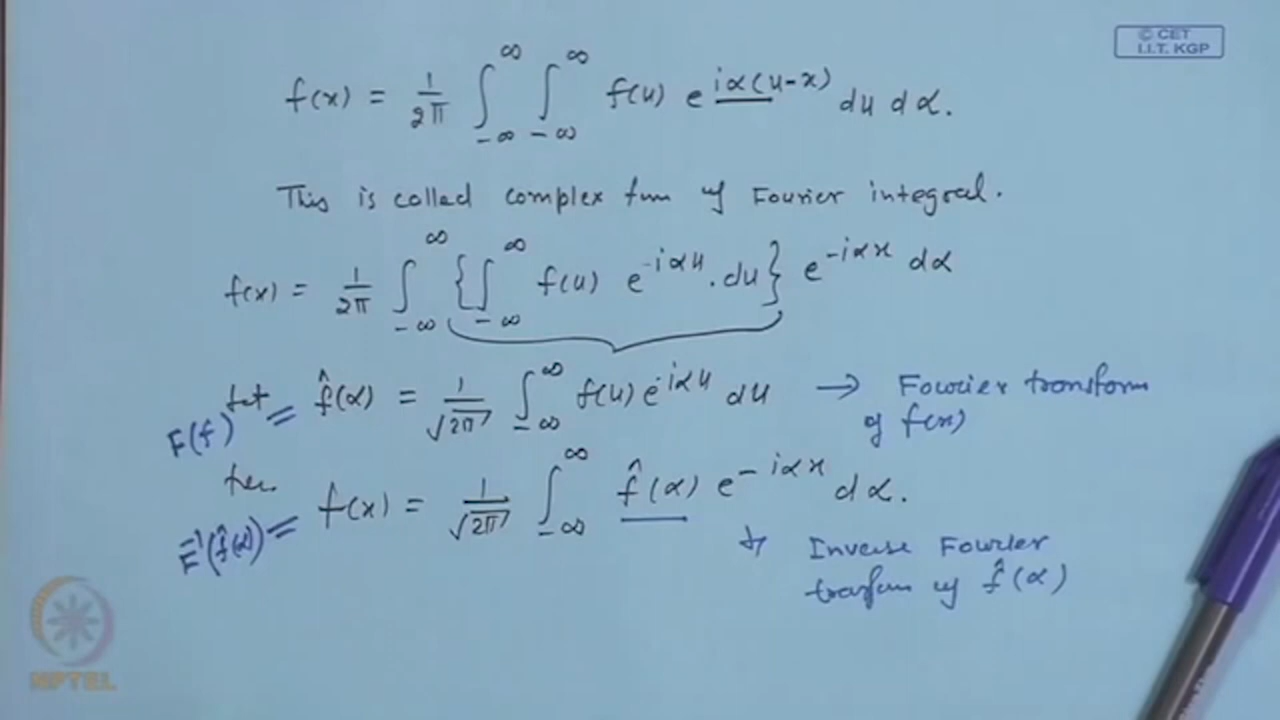 © CET
I.I.T. KGP
f(x) = 1/2π ∫_{-∞}^{∞} ∫_{-∞}^{∞} f(u) e^{iα(u-x)} du dα.
This is called complex form of Fourier integral.
f(x) = 1/2π ∫_{-∞}^{∞} {∫_{-∞}^{∞} f(u) e^{-iαu}. du} e^{-iαx} dα
Let f̂(α) = 1/√2π ∫_{-∞}^{∞} f(u) e^{iαu} du → Fourier transform
F(f) = of f(x)
then f(x) = 1/√2π ∫_{-∞}^{∞} f̂(α) e^{-iαx} dα.
F⁻¹(f̂(α)) = ↳ Inverse Fourier
transform of f̂(α)
NPTEL